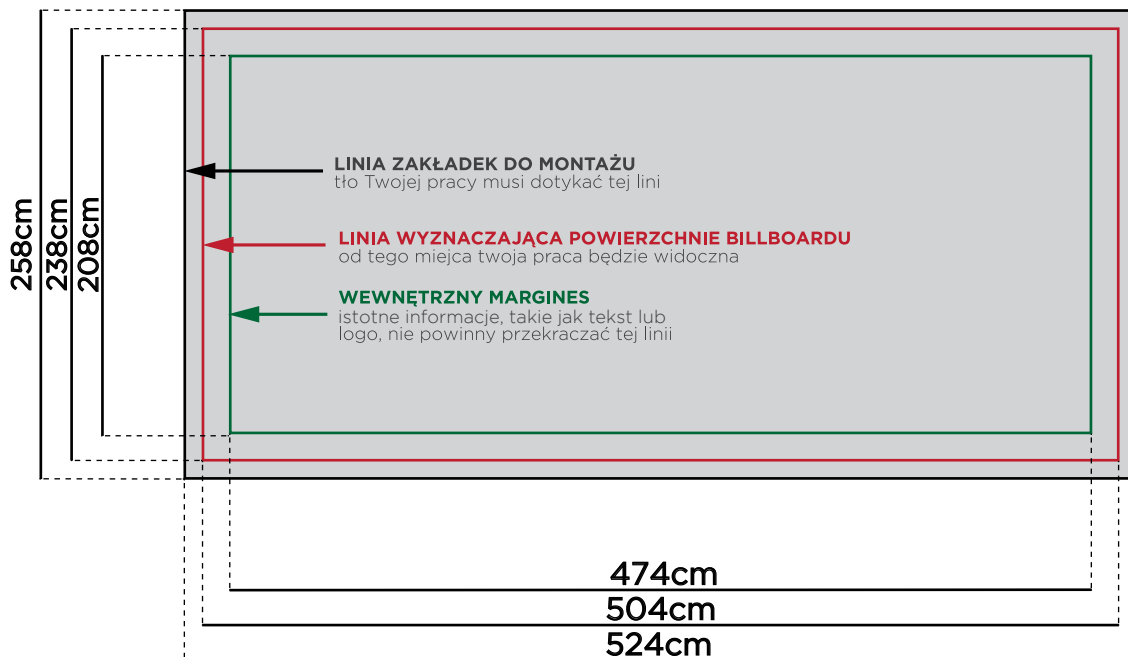 258cm
238cm
208cm
LINIA ZAKŁADEK DO MONTAŻU
tło Twojej pracy musi dotykać tej lini
LINIA WYZNACZAJĄCA POWIERZCHNIE BILLBOARDU
od tego miejca twoja praca będzie widoczna
WEWNĘTRZNY MARGINES
istotne informacje, takie jak tekst lub
logo, nie powinny przekraczać tej linii
474cm
504cm
524cm